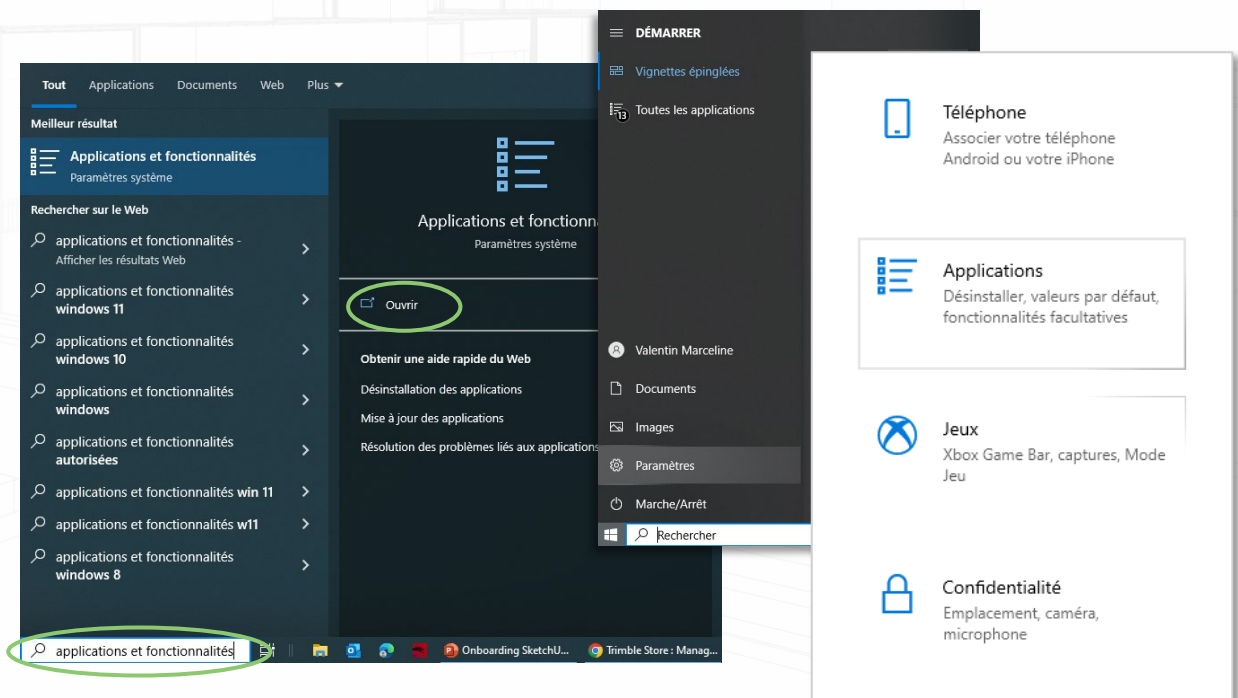 Tout Applications Documents Web Plus
Meilleur résultat
Applications et fonctionnalités
Paramètres système
Rechercher sur le Web
applications et fonctionnalités -
Afficher les résultats Web
applications et fonctionnalités
windows 11
applications et fonctionnalités
windows 10
applications et fonctionnalités
windows
applications et fonctionnalités
autorisées
applications et fonctionnalités win 11
applications et fonctionnalités w11
applications et fonctionnalités
windows 8
applications et fonctionnalités
Applications et fonctionn
Paramètres système
Ouvrir
Obtenir une aide rapide du Web
Désinstallation des applications
Mise à jour des applications
Résolution des problèmes liés aux applications
Onboarding SketchU...
Trimble Store : Manag...
DÉMARRER
Vignettes épinglées
Toutes les applications
13
Valentin Marceline
Documents
Images
Paramètres
Marche/Arrêt
Rechercher
Téléphone
Associer votre téléphone
Android ou votre iPhone
Applications
Désinstaller, valeurs par défaut,
fonctionnalités facultatives
Jeux
Xbox Game Bar, captures, Mode
Jeu
Confidentialité
Emplacement, caméra,
microphone